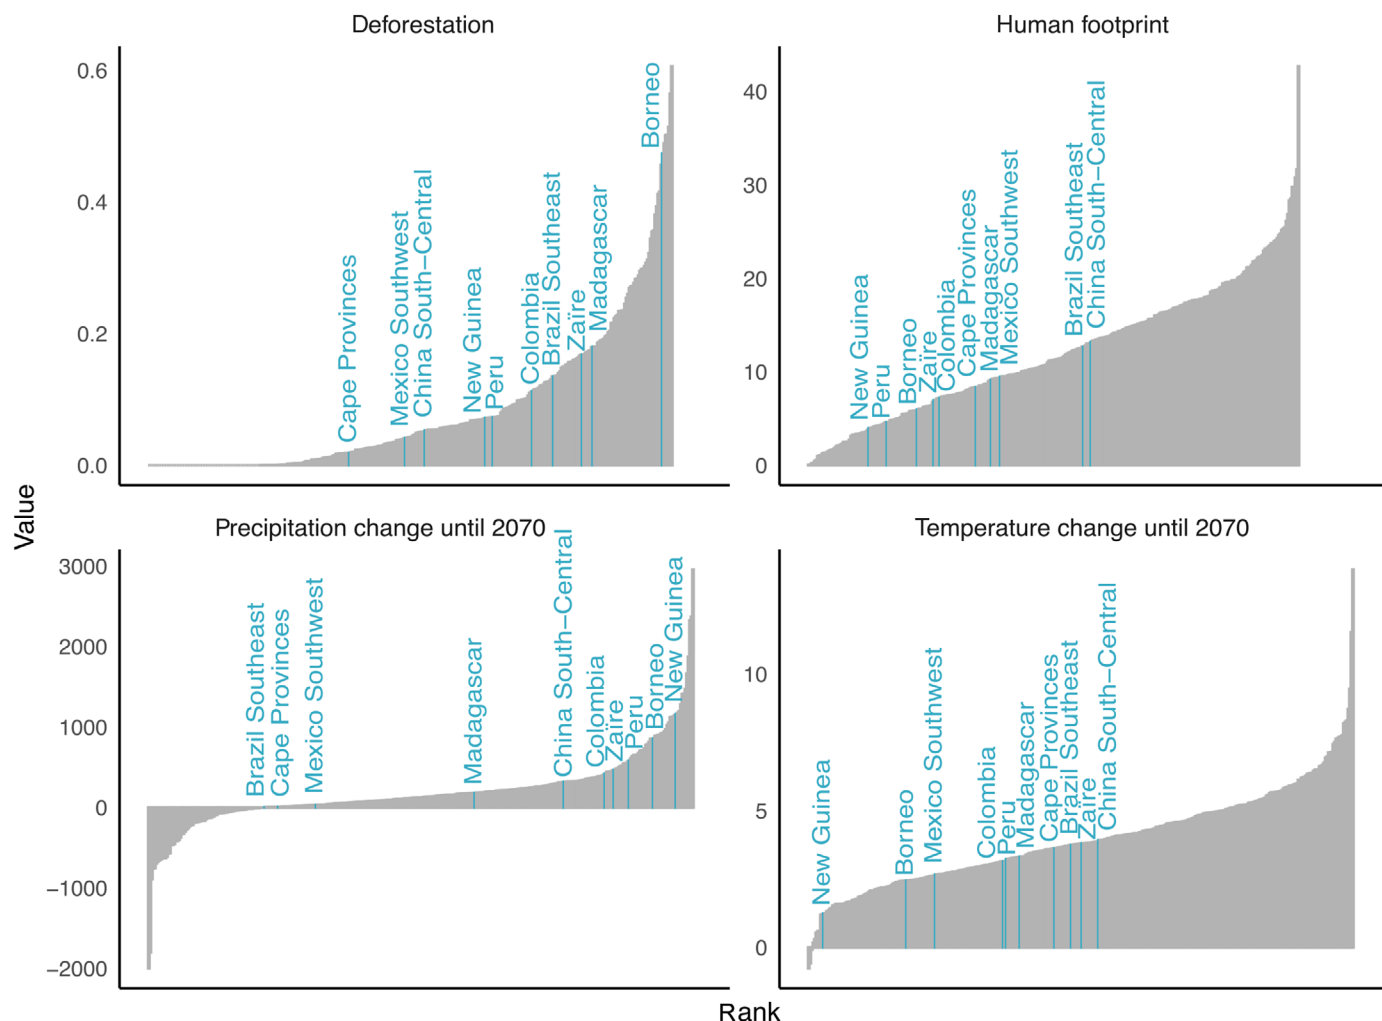 Deforestation
0.6
0.4
0.2
0.0
Cape Provinces
Mexico Southwest
China South−Central
New Guinea
Peru
Colombia
Brazil Southeast
Zaïre
Madagascar
Borneo
Human footprint
40
30
20
10
0
New Guinea
Peru
Borneo
Zaïre
Colombia
Cape Provinces
Madagascar
Mexico Southwest
Brazil Southeast
China South−Central
Value
Precipitation change until 2070
3000
2000
1000
0
−1000
−2000
Brazil Southeast
Cape Provinces
Mexico Southwest
Madagascar
China South−Central
Colombia
Zaïre
Peru
Borneo
New Guinea
Temperature change until 2070
10
5
0
New Guinea
Borneo
Mexico Southwest
Colombia
Peru
Madagascar
Cape Provinces
Brazil Southeast
Zaïre
China South−Central
Rank